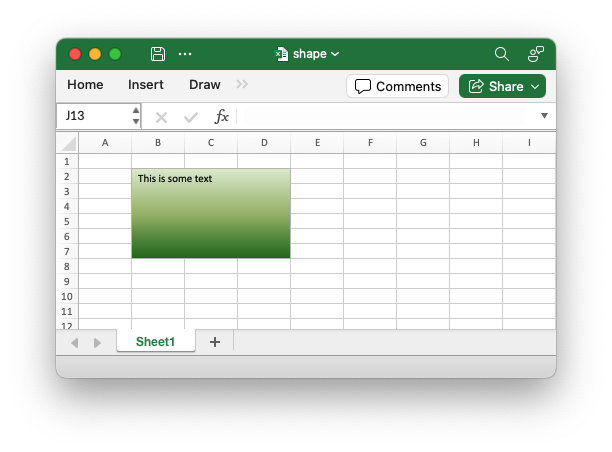 shape
Home Insert Draw Comments Share
J13 fx
A B C D E F G H I
1
2 This is some text
3
4
5
6
7
8
9
10
11
12
Sheet1 +